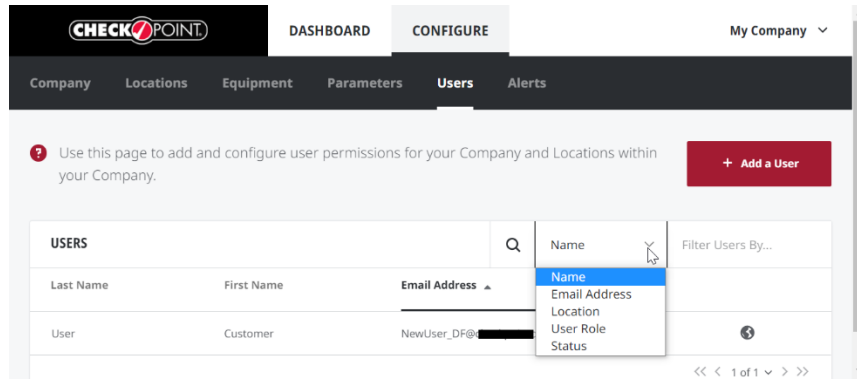 CHECKPOINT. DASHBOARD CONFIGURE My Company
Company Locations Equipment Parameters Users Alerts
? Use this page to add and configure user permissions for your Company and Locations within
your Company.
+ Add a User
USERS Name Filter Users By...
Last Name First Name Email Address
Name
Email Address
Location
User Role
Status
User Customer NewUser_DF@
<< < 1 of 1 > >>